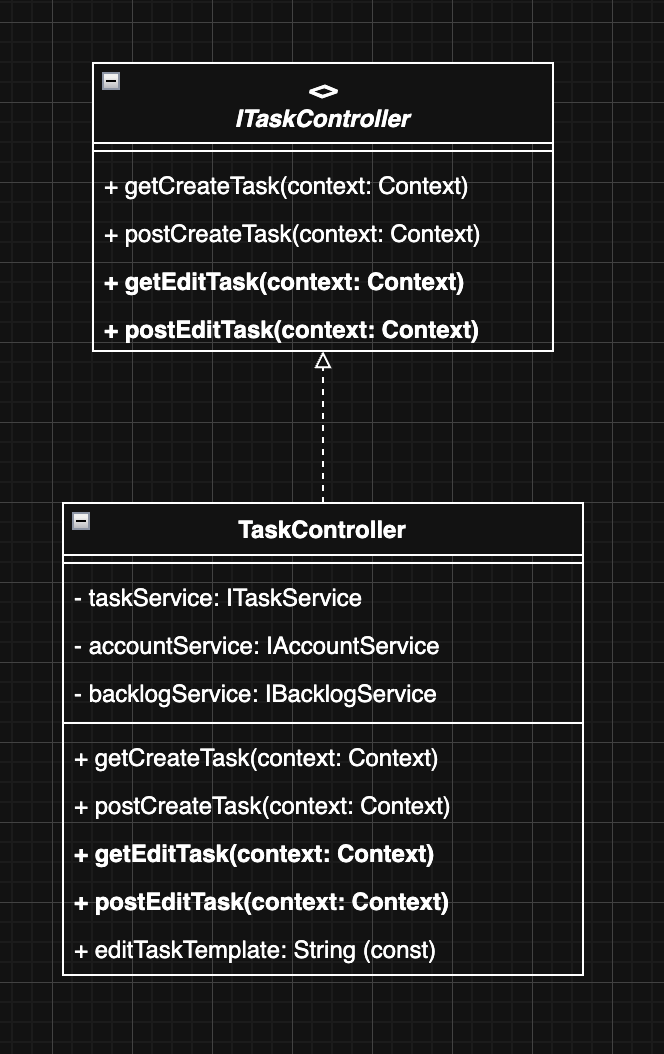 <>
ITaskController
+ getCreateTask(context: Context)
+ postCreateTask(context: Context)
+ getEditTask(context: Context)
+ postEditTask(context: Context)
TaskController
- taskService: ITaskService
- accountService: IAccountService
- backlogService: IBacklogService
+ getCreateTask(context: Context)
+ postCreateTask(context: Context)
+ getEditTask(context: Context)
+ postEditTask(context: Context)
+ editTaskTemplate: String (const)